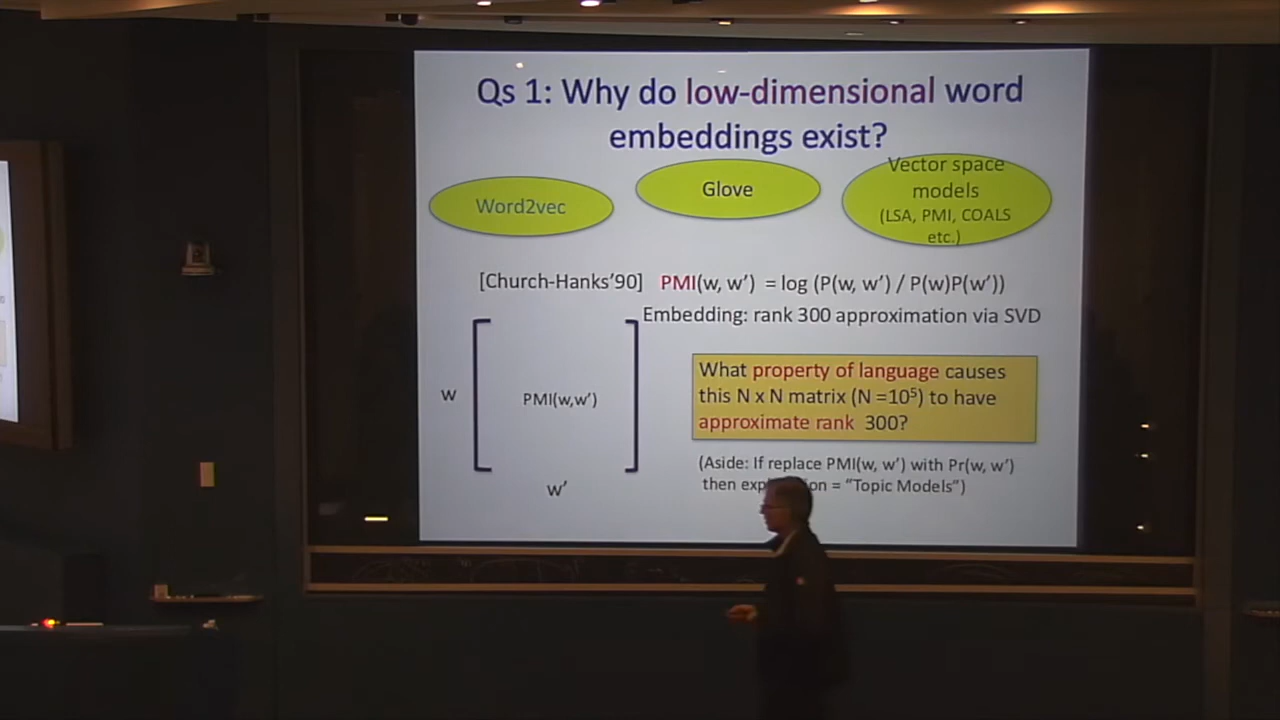 Qs 1: Why do low-dimensional word
embeddings exist?
Word2vec
Glove
Vector space
models
(LSA, PMI, COALS
etc.)
[Church-Hanks'90] PMI(w, w') = log (P(w, w') / P(w)P(w'))
Embedding: rank 300 approximation via SVD
w
PMI(w,w')
w'
What property of language causes
this N x N matrix (N =10⁵) to have
approximate rank 300?
(Aside: If replace PMI(w, w') with Pr(w, w')
then = "Topic Models")